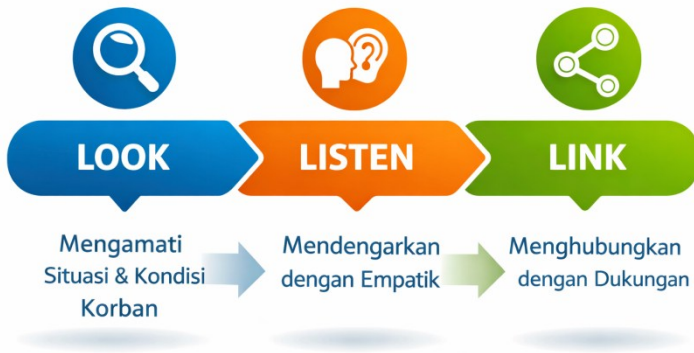 LOOK
LISTEN
LINK
Mengamati
Situasi & Kondisi
Korban
Mendengarkan
dengan Empatik
Menghubungkan
dengan Dukungan